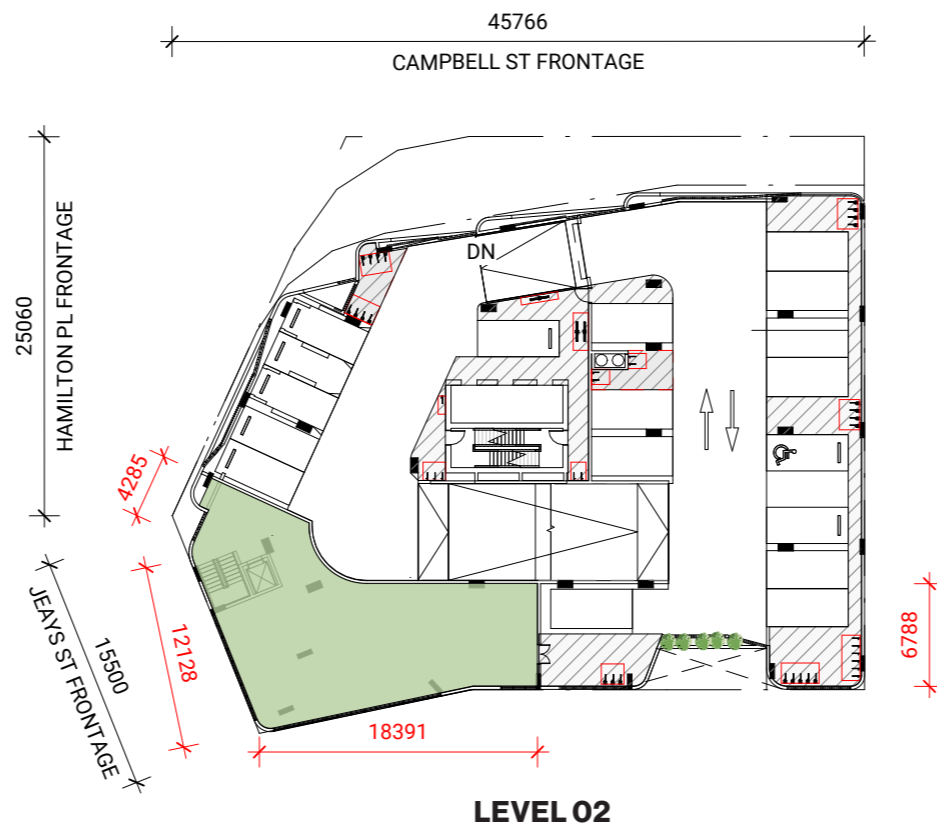 45766
CAMPBELL ST FRONTAGE
25060
HAMILTON PL FRONTAGE
DN
4285
JEAYS ST FRONTAGE
15500
12128
6788
18391
LEVEL 02